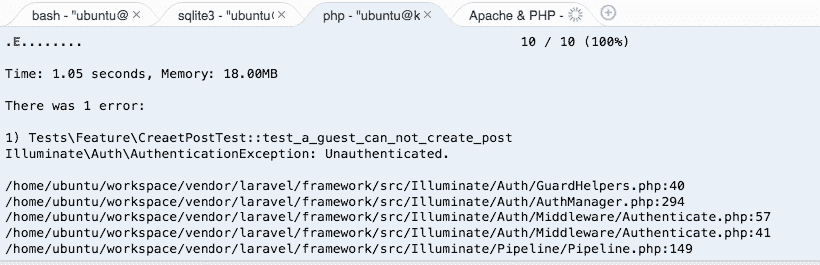 bash - "ubuntu@ ×
sqlite3 - "ubuntu( ×
php - "ubuntu@k ×
Apache & PHP -
.E........ 10 / 10 (100%)
Time: 1.05 seconds, Memory: 18.00MB
There was 1 error:
1) Tests\Feature\CreaetPostTest::test_a_guest_can_not_create_post
Illuminate\Auth\AuthenticationException: Unauthenticated.
/home/ubuntu/workspace/vendor/laravel/framework/src/Illuminate/Auth/GuardHelpers.php:40
/home/ubuntu/workspace/vendor/laravel/framework/src/Illuminate/Auth/AuthManager.php:294
/home/ubuntu/workspace/vendor/laravel/framework/src/Illuminate/Auth/Middleware/Authenticate.php:57
/home/ubuntu/workspace/vendor/laravel/framework/src/Illuminate/Auth/Middleware/Authenticate.php:41
/home/ubuntu/workspace/vendor/laravel/framework/src/Illuminate/Pipeline/Pipeline.php:149